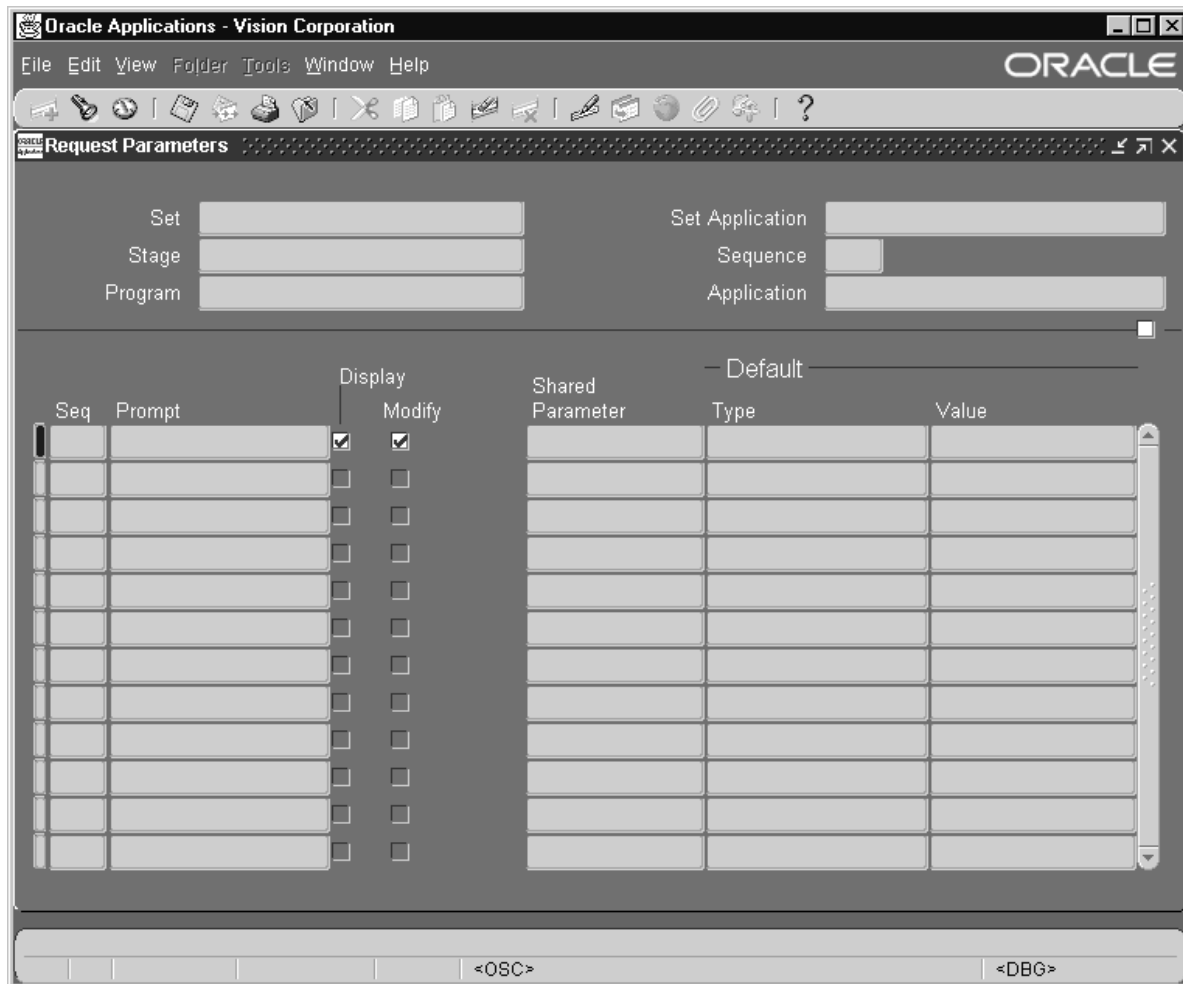 Oracle Applications - Vision Corporation
File Edit View Folder Tools Window Help
ORACLE
Request Parameters
Set
Set Application
Stage
Sequence
Program
Application
Default
Display
Shared
Seq Prompt Modify Parameter Type Value
<OSC> <DBG>